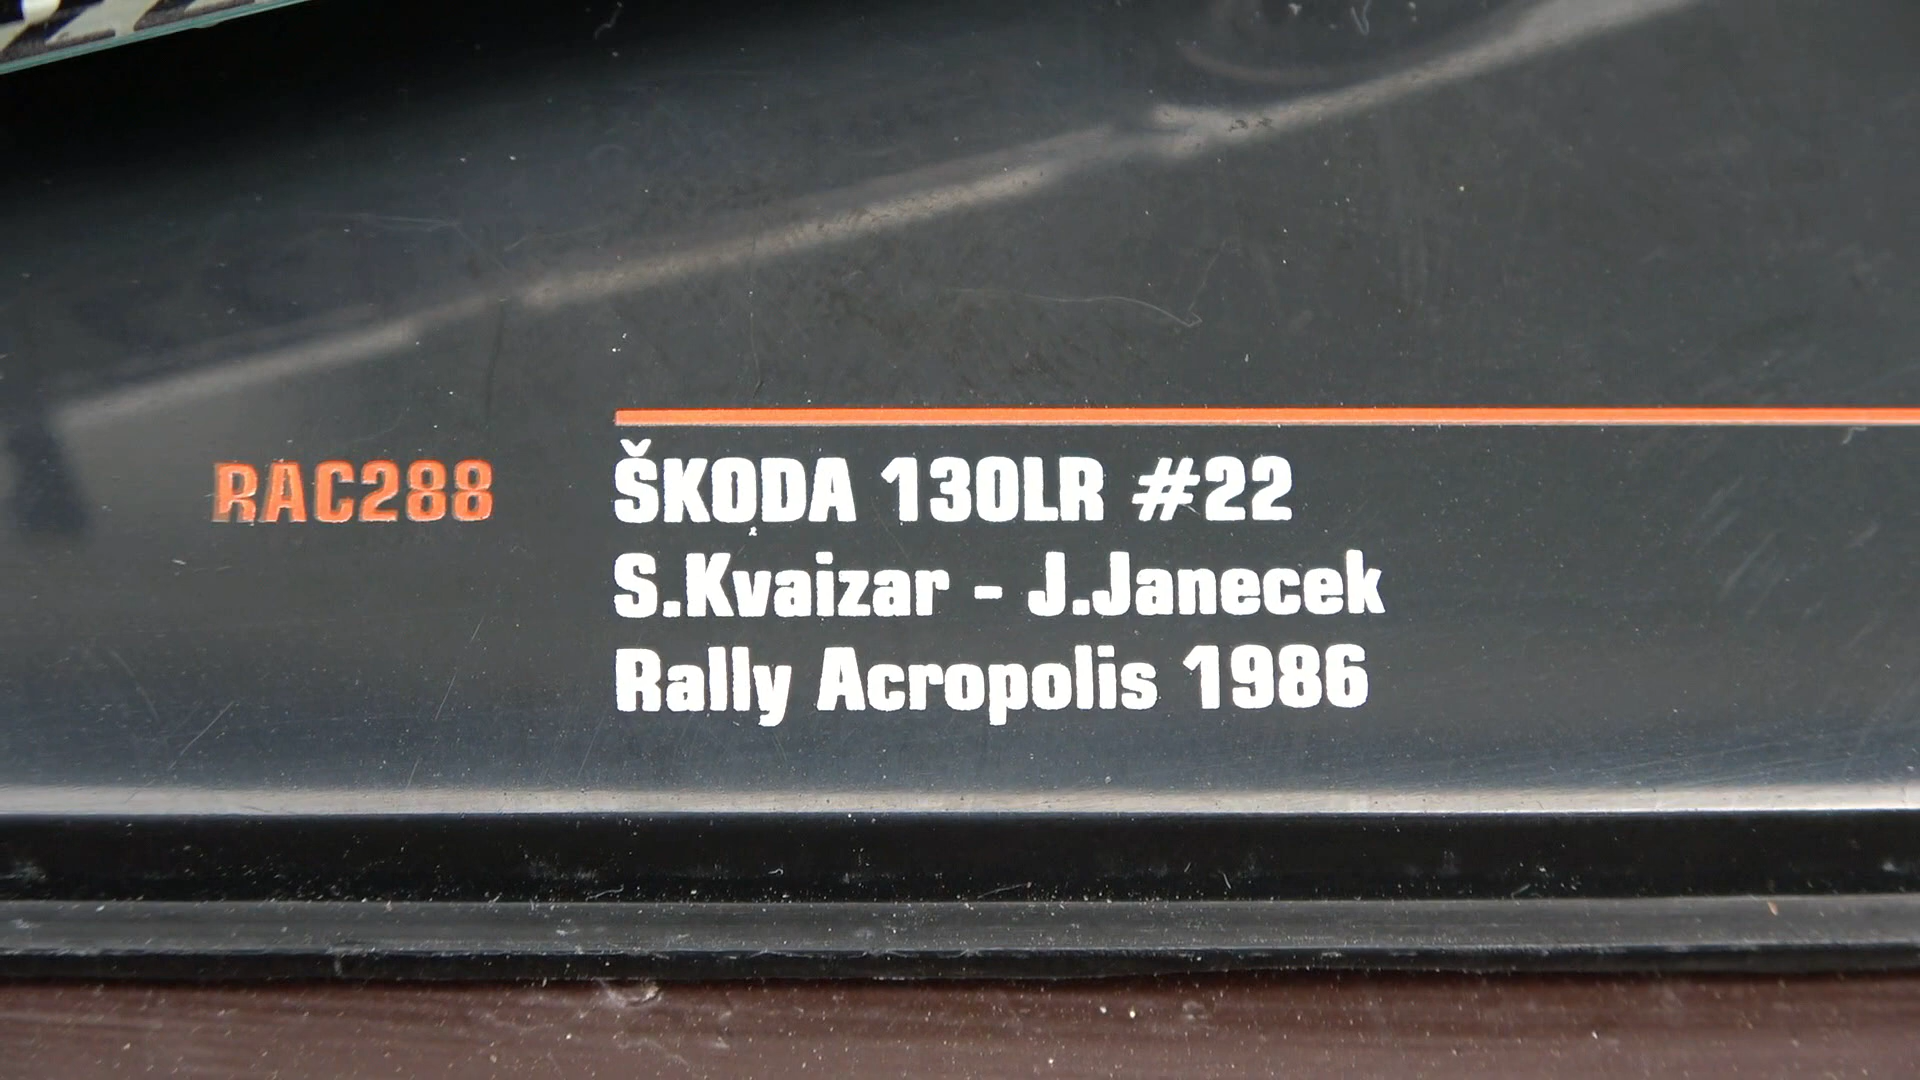 RAC288 ŠKODA 130LR #22
S.Kvaizar - J.Janecek
Rally Acropolis 1986